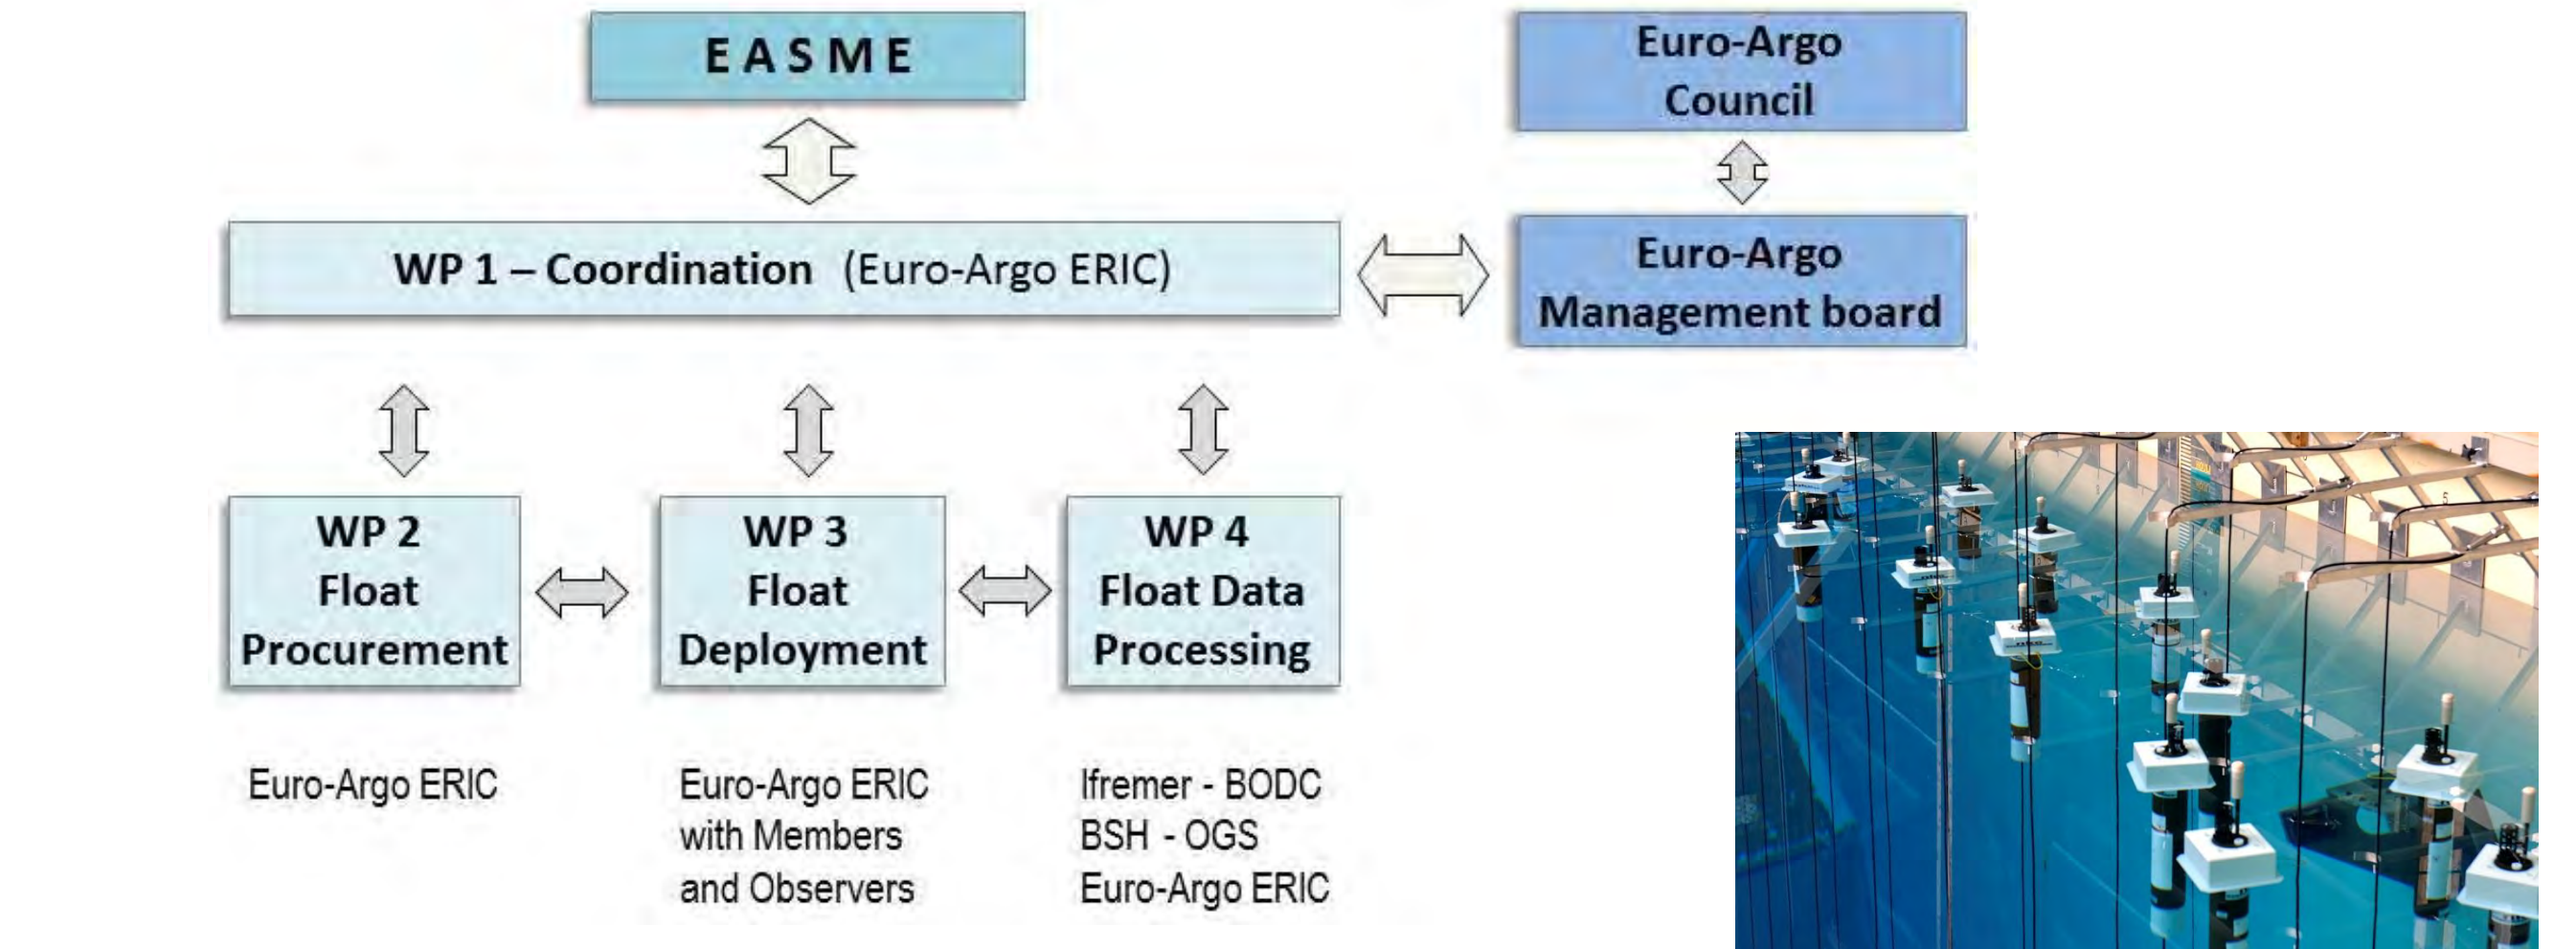 E A S M E
Euro-Argo
Council
WP 1 – Coordination (Euro-Argo ERIC)
Euro-Argo
Management board
WP 2
Float
Procurement
WP 3
Float
Deployment
WP 4
Float Data
Processing
Euro-Argo ERIC
Euro-Argo ERIC
with Members
and Observers
Ifremer - BODC
BSH - OGS
Euro-Argo ERIC